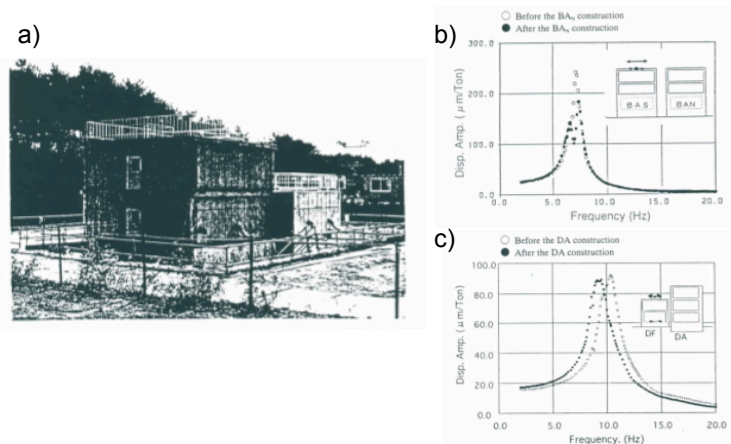 a)
b)
○ Before the BAN construction
● After the BAN construction
Disp. Amp. (μm/Ton)
300.0
200.0
100.0
0.0
0.0
5.0
10.0
15.0
20.0
Frequency (Hz)
BAS
BAN
c)
○ Before the DA construction
● After the DA construction
Disp. Amp. (μm/Ton)
100.0
80.0
60.0
40.0
20.0
0.0
0.0
5.0
10.0
15.0
20.0
Frequency. (Hz)
DF
DA